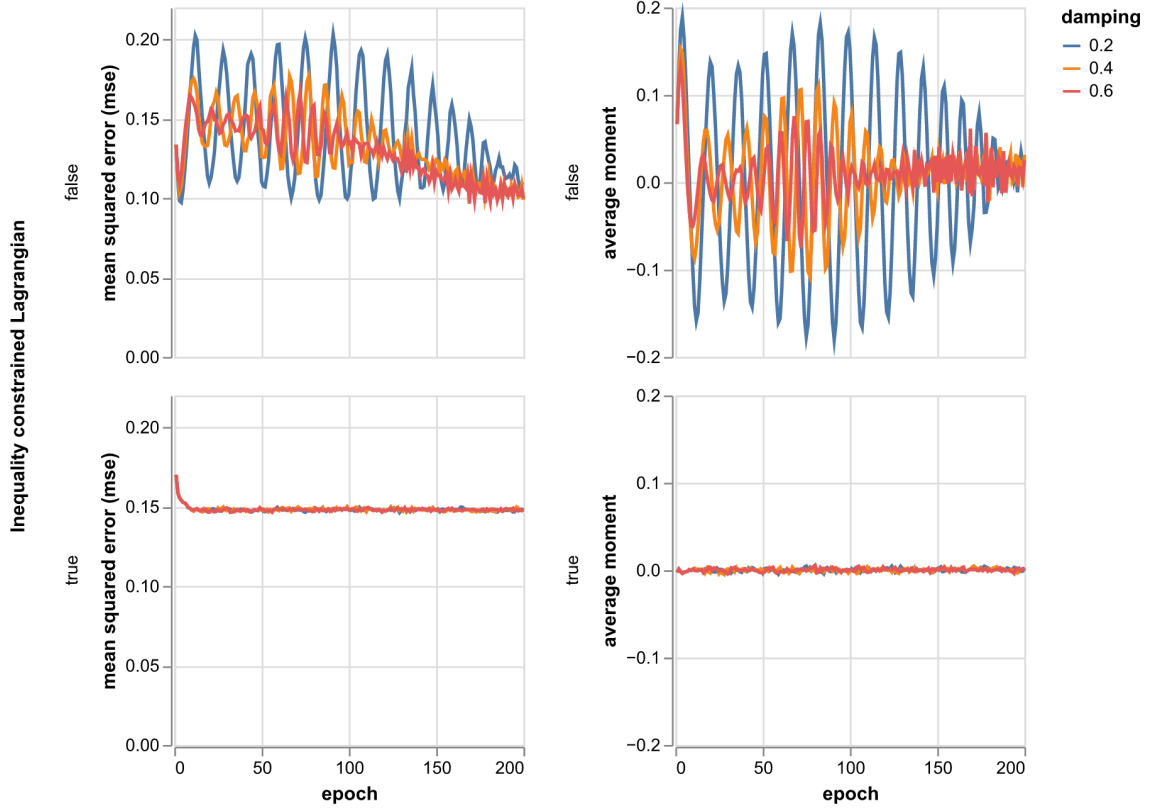 damping
0.2
0.4
0.6
Inequality constrained Lagrangian
false
mean squared error (mse)
0.20
0.15
0.10
0.05
0.00
false
average moment
0.2
0.1
0.0
−0.1
−0.2
true
mean squared error (mse)
0.20
0.15
0.10
0.05
0.00
0 50 100 150 200
epoch
true
average moment
0.2
0.1
0.0
−0.1
−0.2
0 50 100 150 200
epoch